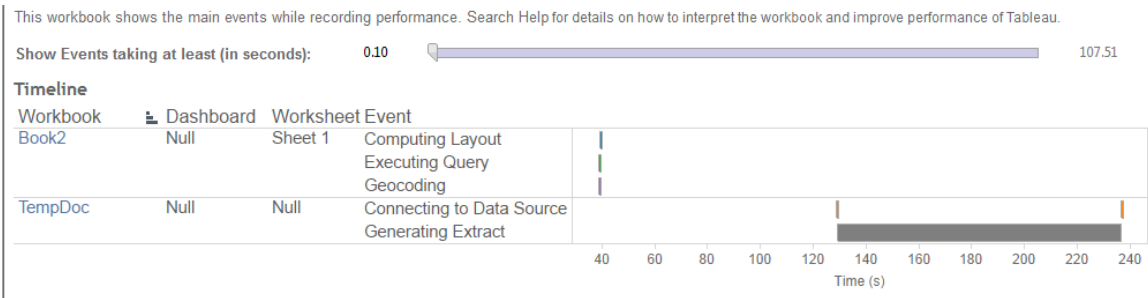 This workbook shows the main events while recording performance. Search Help for details on how to interpret the workbook and improve performance of Tableau.
Show Events taking at least (in seconds): 0.10 107.51
Timeline
Workbook Dashboard Worksheet Event
Book2 Null Sheet 1 Computing Layout
Executing Query
Geocoding
TempDoc Null Null Connecting to Data Source
Generating Extract
40 60 80 100 120 140 160 180 200 220 240
Time (s)